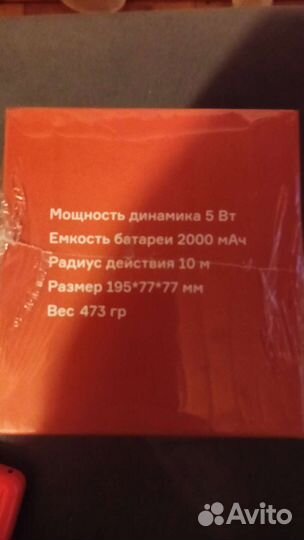 Мощность динамика 5 Вт
Емкость батареи 2000 мАч
Радиус действия 10 м
Размер 195*77*77 мм
Вес 473 гр
Avito